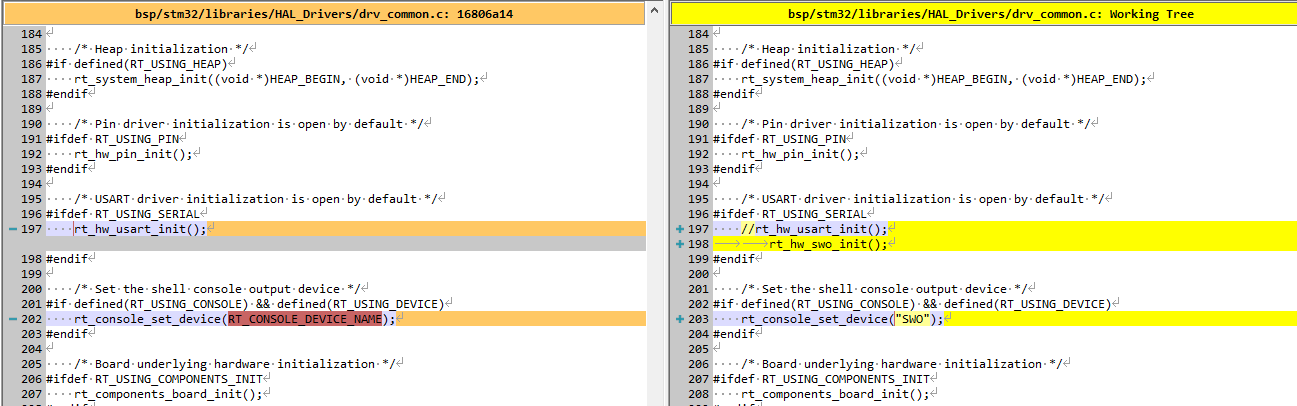 bsp/stm32/libraries/HAL_Drivers/drv_common.c: 16806a14
184
185 /* Heap initialization */
186 #if defined(RT_USING_HEAP)
187 rt_system_heap_init((void *)HEAP_BEGIN, (void *)HEAP_END);
188 #endif
189
190 /* Pin driver initialization is open by default */
191 #ifdef RT_USING_PIN
192 rt_hw_pin_init();
193 #endif
194
195 /* USART driver initialization is open by default */
196 #ifdef RT_USING_SERIAL
− 197 rt_hw_usart_init();
198 #endif
199
200 /* Set the shell console output device */
201 #if defined(RT_USING_CONSOLE) && defined(RT_USING_DEVICE)
− 202 rt_console_set_device(RT_CONSOLE_DEVICE_NAME);
203 #endif
204
205 /* Board underlying hardware initialization */
206 #ifdef RT_USING_COMPONENTS_INIT
207 rt_components_board_init();
bsp/stm32/libraries/HAL_Drivers/drv_common.c: Working Tree
184
185 /* Heap initialization */
186 #if defined(RT_USING_HEAP)
187 rt_system_heap_init((void *)HEAP_BEGIN, (void *)HEAP_END);
188 #endif
189
190 /* Pin driver initialization is open by default */
191 #ifdef RT_USING_PIN
192 rt_hw_pin_init();
193 #endif
194
195 /* USART driver initialization is open by default */
196 #ifdef RT_USING_SERIAL
+ 197 //rt_hw_usart_init();
+ 198 rt_hw_swo_init();
199 #endif
200
201 /* Set the shell console output device */
202 #if defined(RT_USING_CONSOLE) && defined(RT_USING_DEVICE)
+ 203 rt_console_set_device("SWO");
204 #endif
205
206 /* Board underlying hardware initialization */
207 #ifdef RT_USING_COMPONENTS_INIT
208 rt_components_board_init();